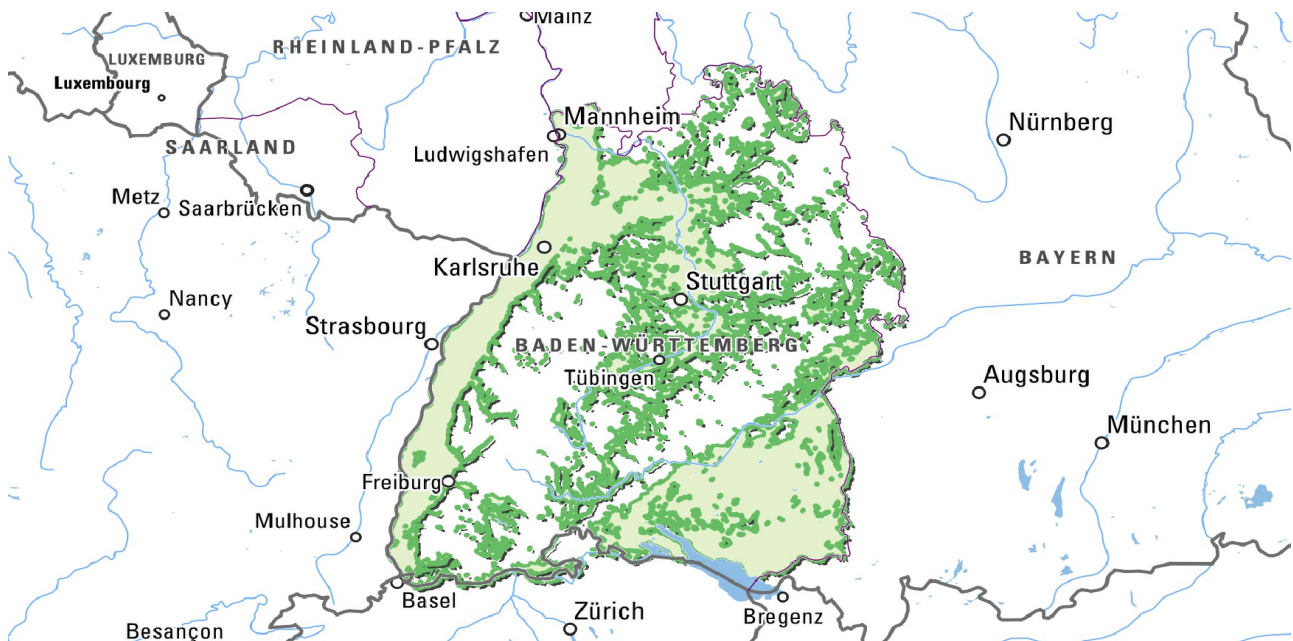 Mainz
RHEINLAND-PFALZ
LUXEMBURG
Luxembourg
Mannheim
Nürnberg
SAARLAND
Ludwigshafen
Metz
Saarbrücken
Karlsruhe
BAYERN
Stuttgart
Nancy
Strasbourg
BADEN-WÜRTTEMBERG
Tübingen
Augsburg
München
Freiburg
Mulhouse
Basel
Zürich
Bregenz
Besançon